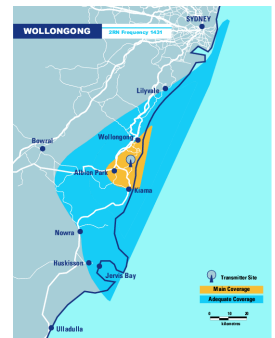 SYDNEY
WOLLONGONG
2RN Frequency 1431
Lilyvale
Wollongong
Bowral
Albion Park
Kiama
Nowra
Huskisson
Jervis Bay
Transmitter Site
Main Coverage
Adequate Coverage
0 10 20
kilometres
Ulladulla